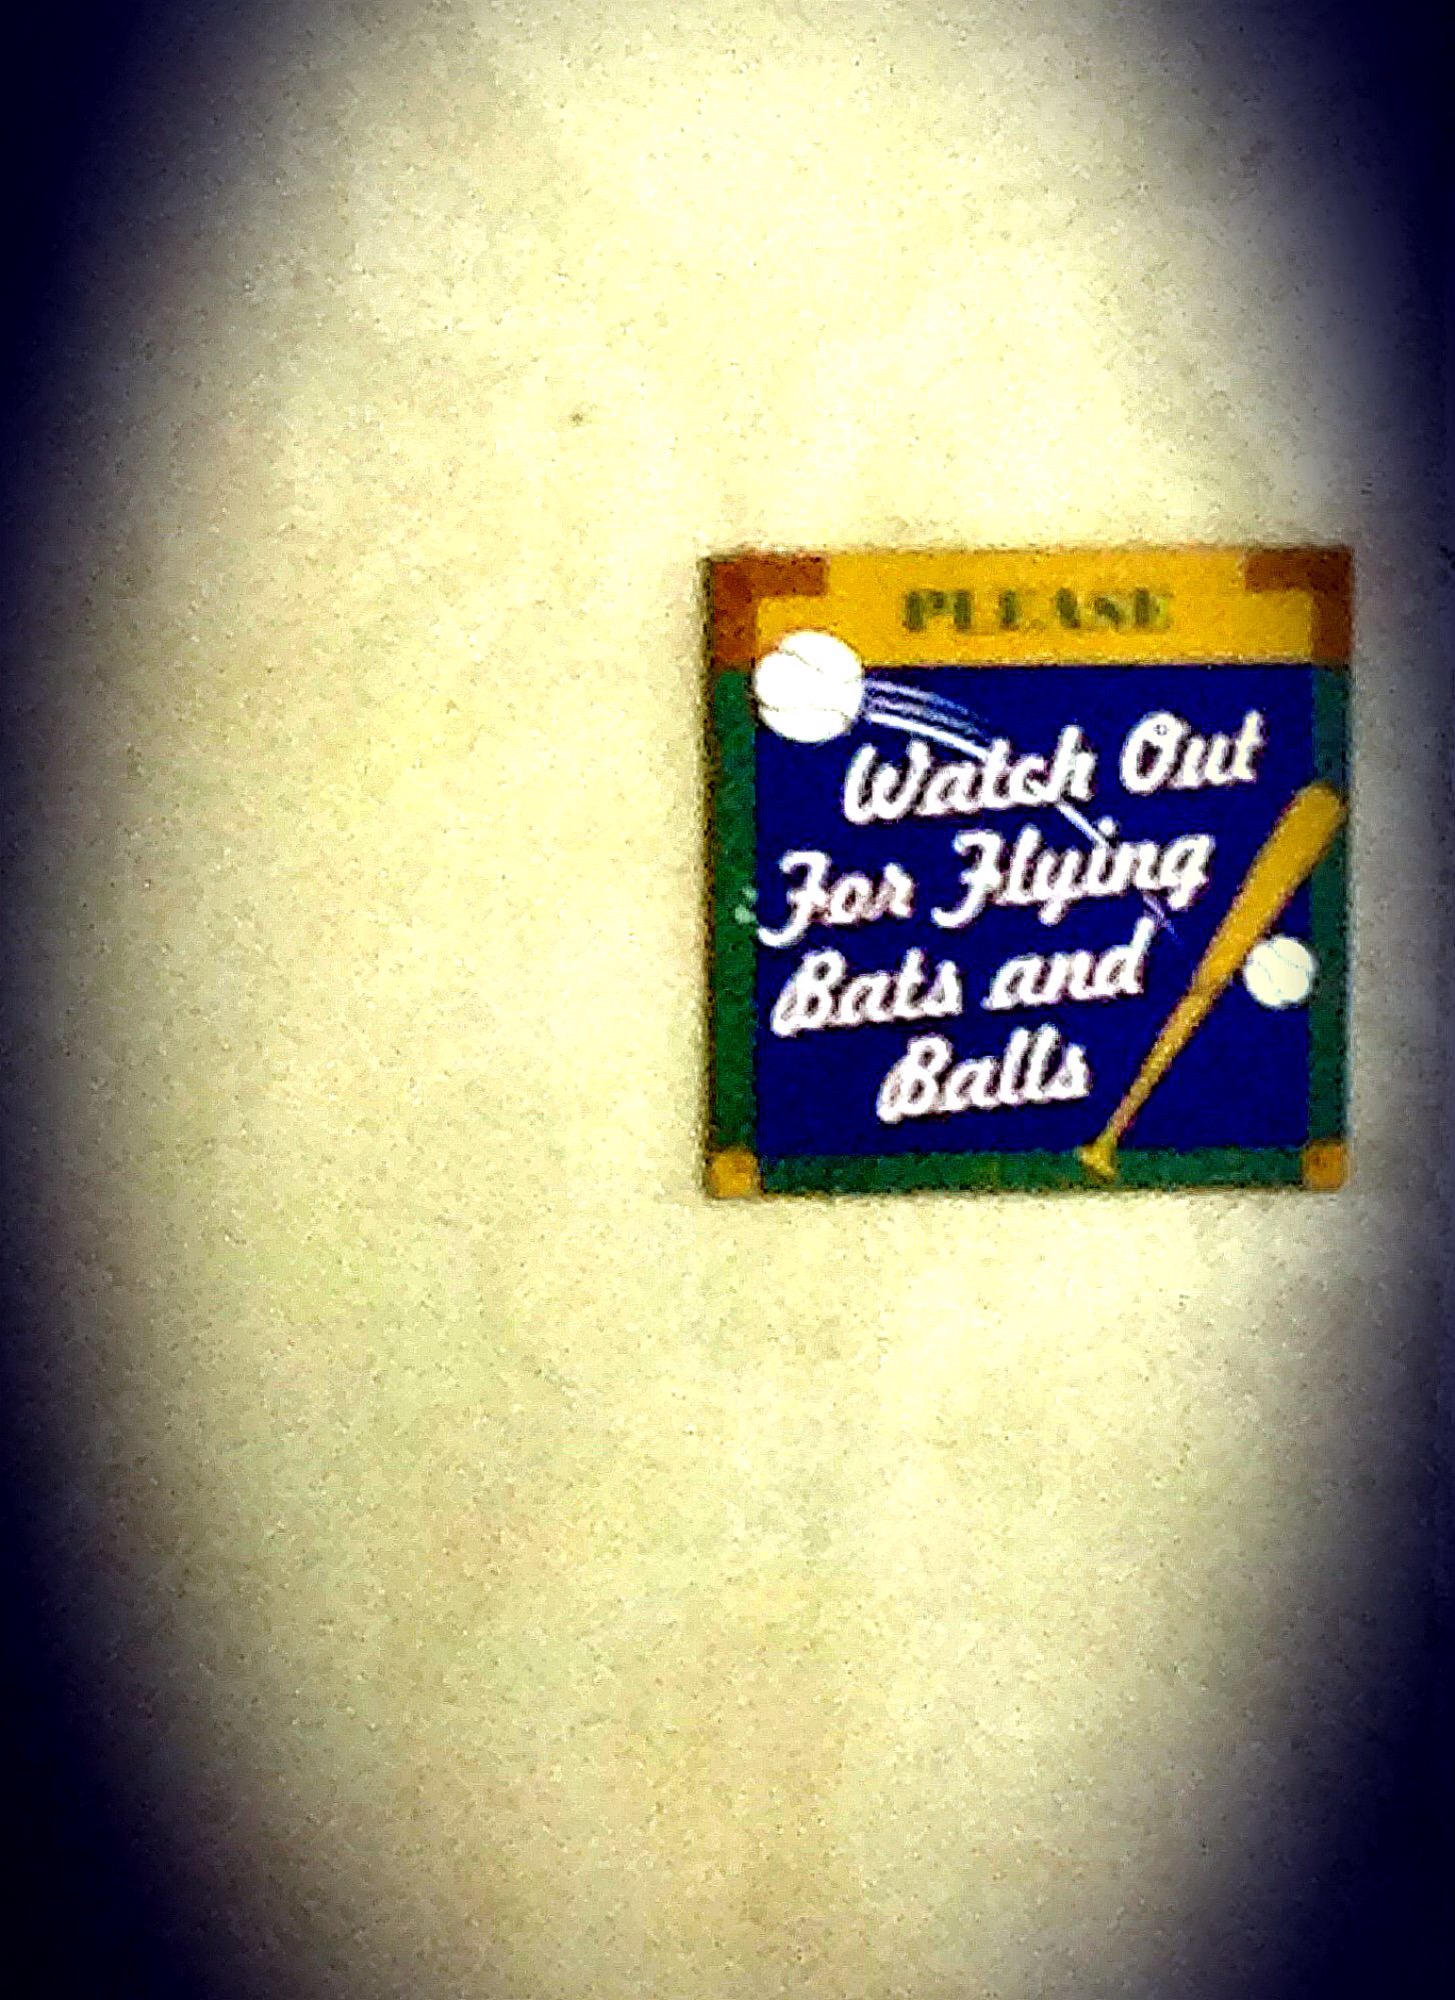 PLEASE
Watch Out
For Flying
Bats and
Balls